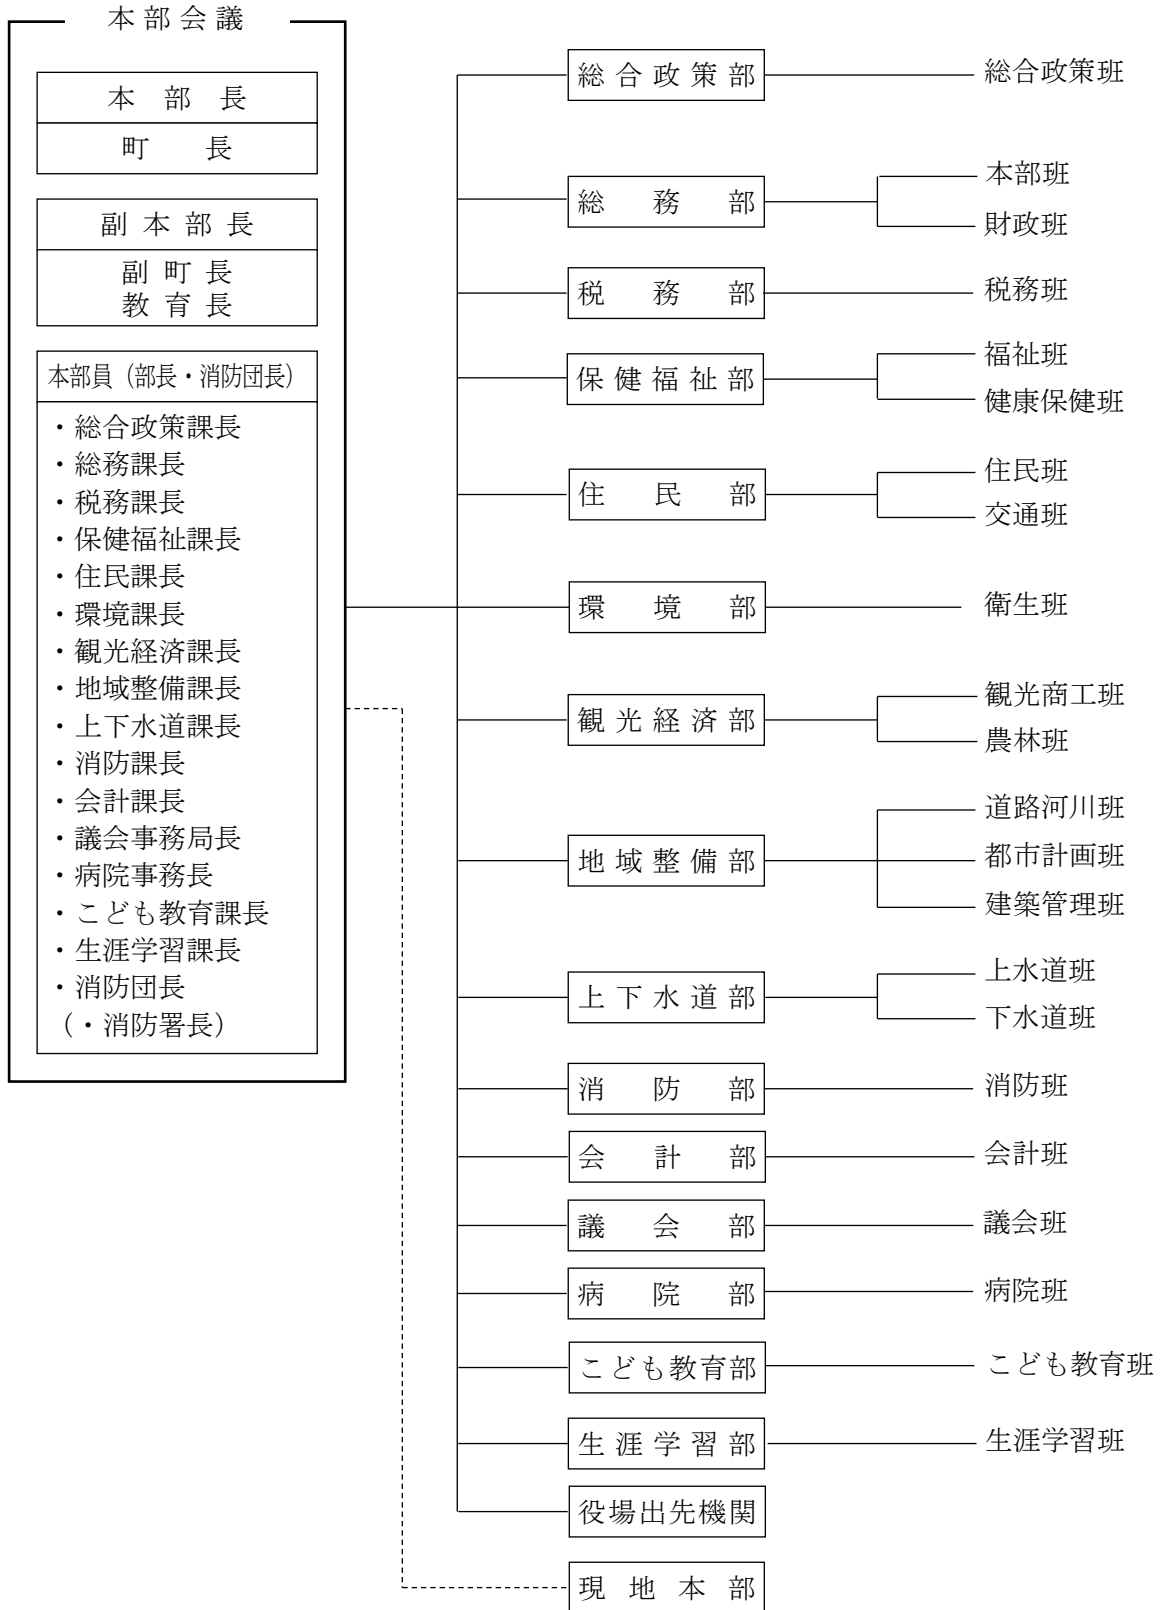 本部会議
本部長
町長
副本部長
副町長
教育長
本部員（部長・消防団長）
・総合政策課長
・総務課長
・税務課長
・保健福祉課長
・住民課長
・環境課長
・観光経済課長
・地域整備課長
・上下水道課長
・消防課長
・会計課長
・議会事務局長
・病院事務長
・こども教育課長
・生涯学習課長
・消防団長
（・消防署長）
総合政策部
総合政策班
総務部
本部班
財政班
税務部
税務班
保健福祉部
福祉班
健康保健班
住民部
住民班
交通班
環境部
衛生班
観光経済部
観光商工班
農林班
地域整備部
道路河川班
都市計画班
建築管理班
上下水道部
上水道班
下水道班
消防部
消防班
会計部
会計班
議会部
議会班
病院部
病院班
こども教育部
こども教育班
生涯学習部
生涯学習班
役場出先機関
現地本部